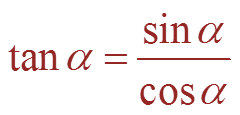 tan α = sin α / cos α